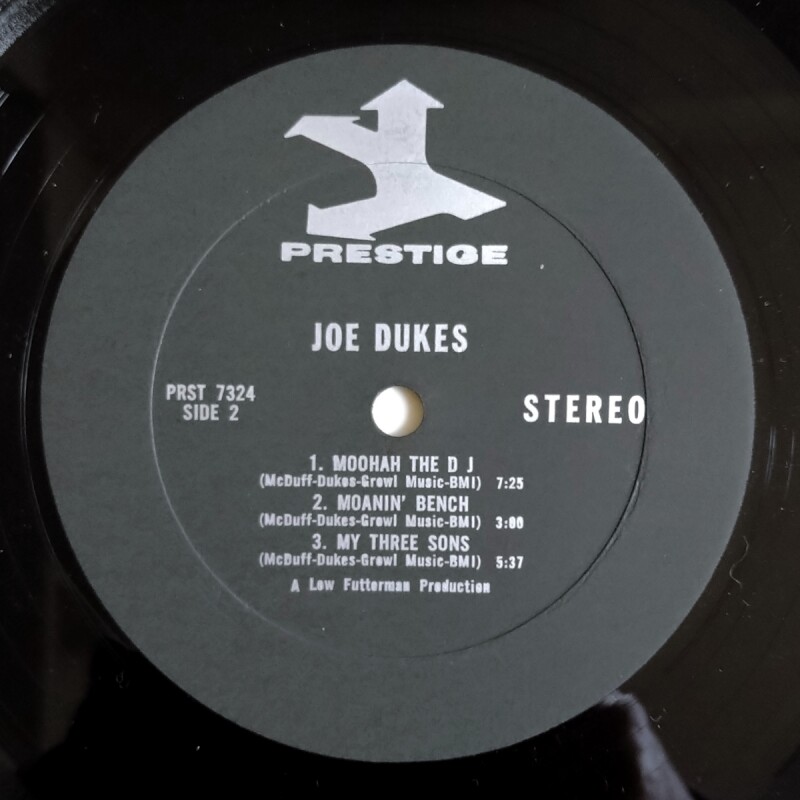 PRESTIGE
JOE DUKES
PRST 7324
SIDE 2
STEREO
1. MOOHAH THE D J
(McDuff-Dukes-Growl Music-BMI) 7:25
2. MOANIN' BENCH
(McDuff-Dukes-Growl Music-BMI) 3:00
3. MY THREE SONS
(McDuff-Dukes-Growl Music-BMI) 5:37
A Lew Futterman Production